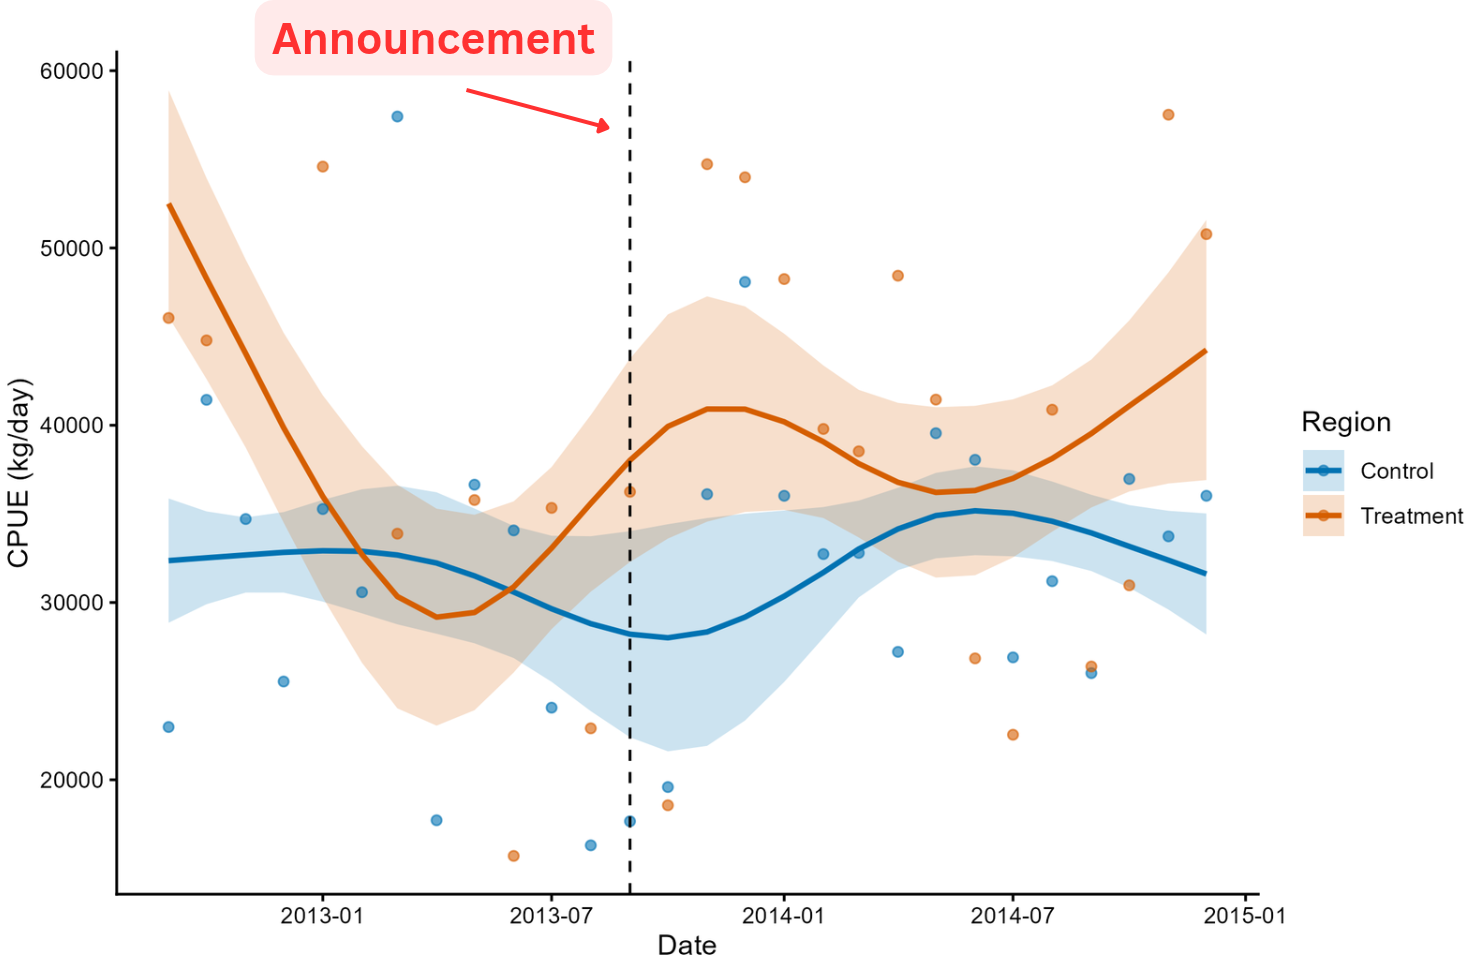 Announcement
60000
50000
40000
30000
20000
CPUE (kg/day)
2013-01
2013-07
2014-01
2014-07
2015-01
Date
Region
Control
Treatment